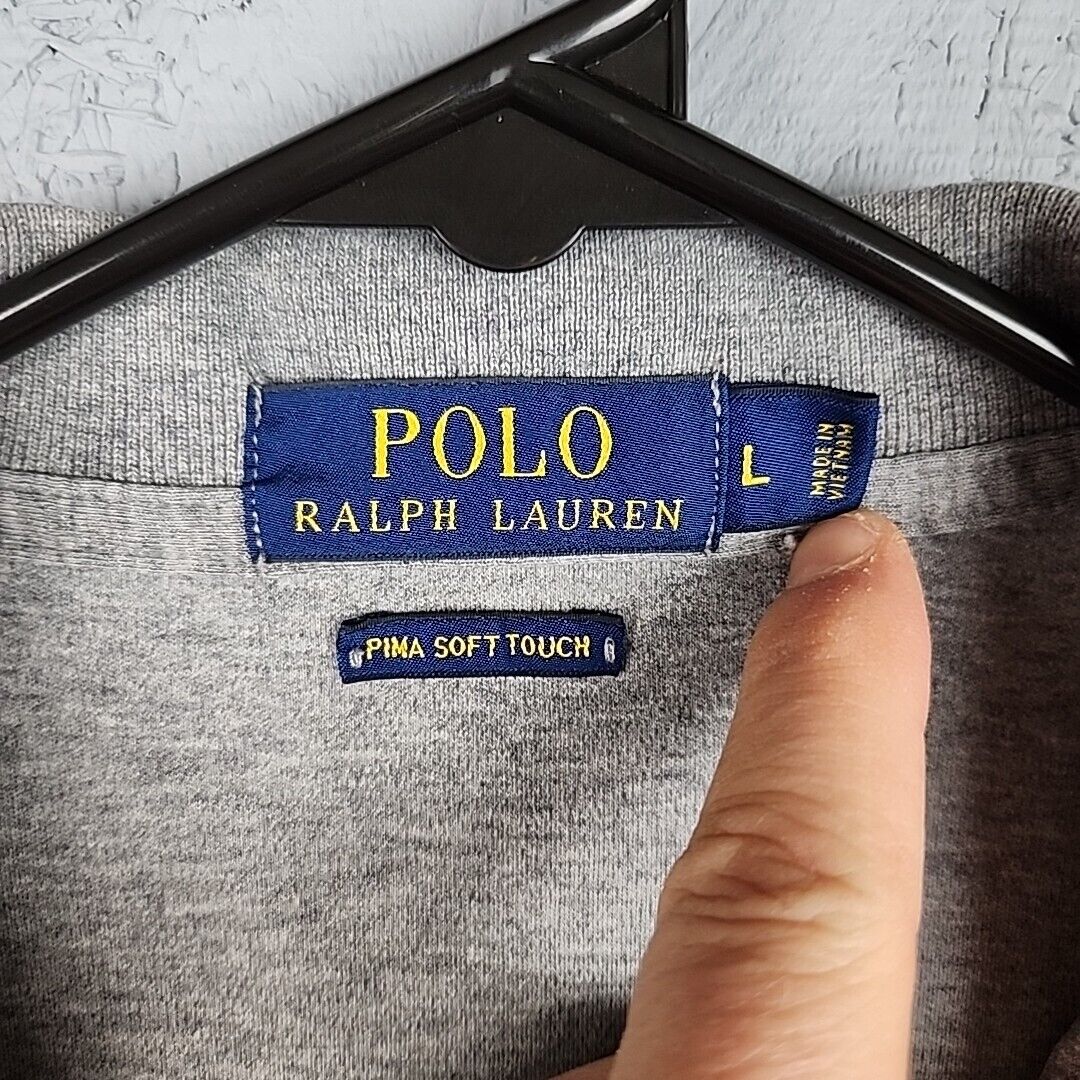 POLO
RALPH LAUREN
L
MADE IN
VIETNAM
PIMA SOFT TOUCH